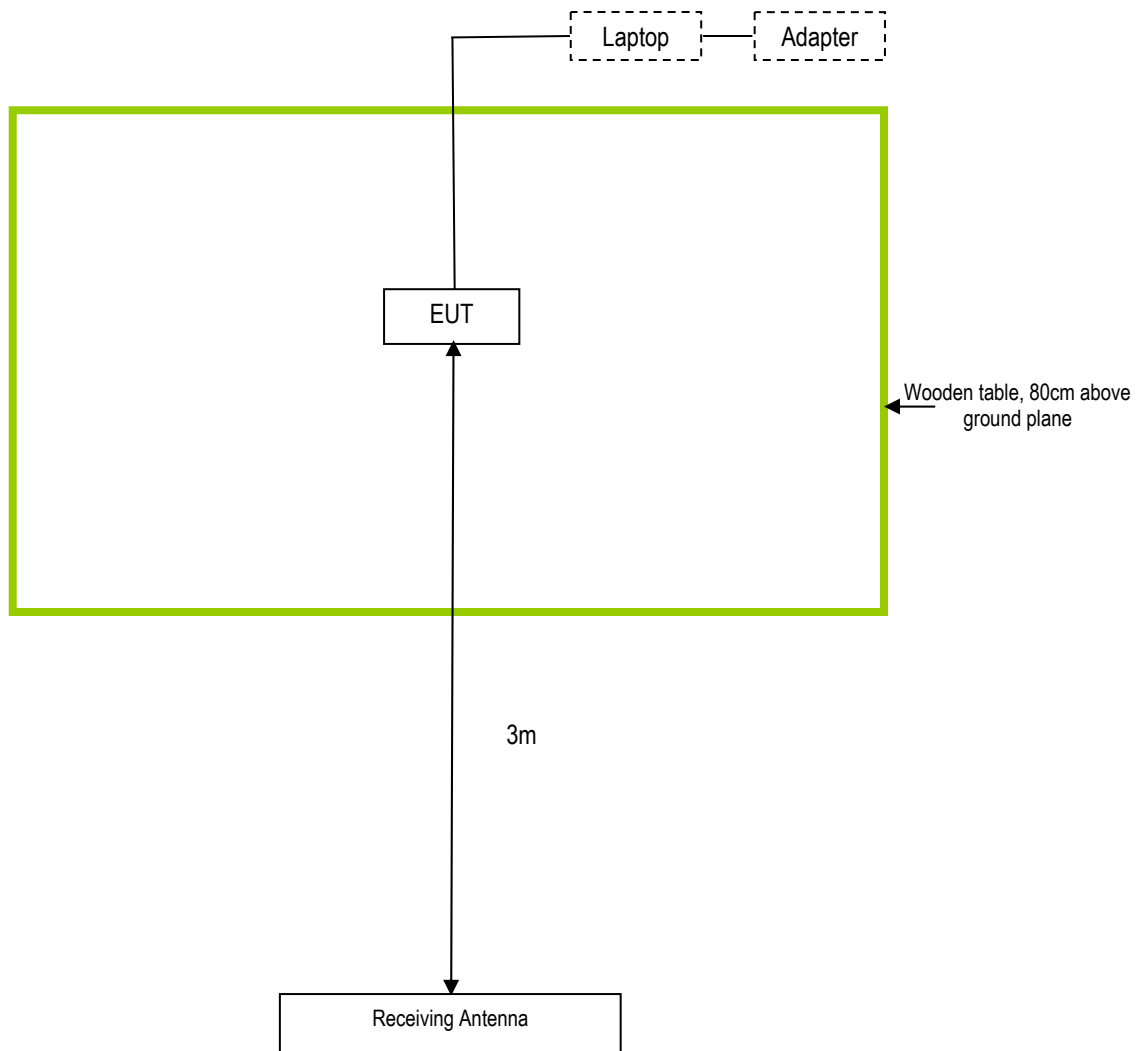 Laptop
Adapter
EUT
Wooden table, 80cm above
ground plane
3m
Receiving Antenna